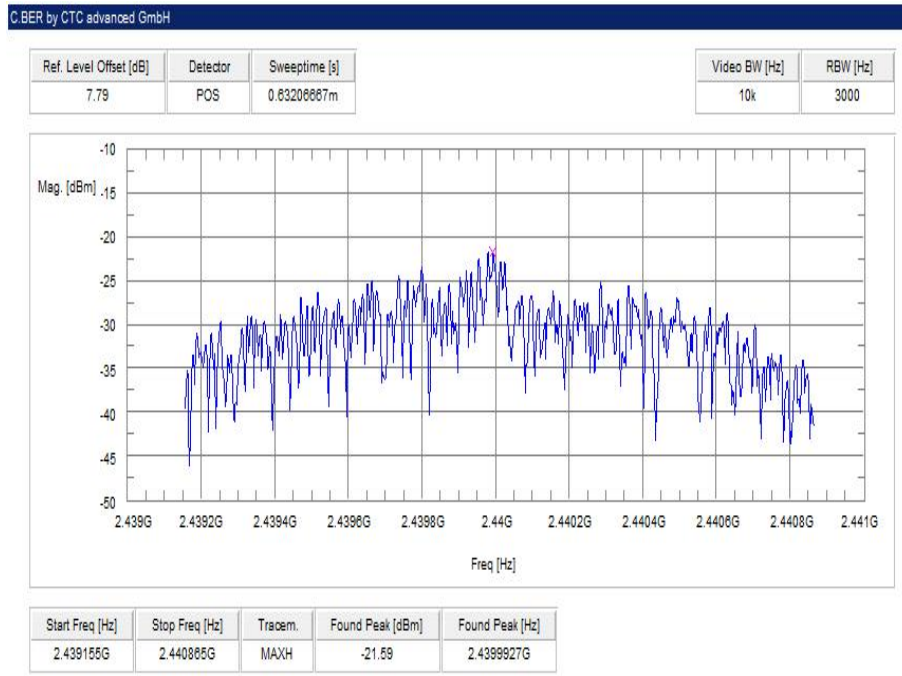 C.BER by CTC advanced GmbH
Ref. Level Offset [dB] Detector Sweeptime [s] Video BW [Hz] RBW [Hz]
7.79 POS 0.63206667m 10k 3000
-10
Mag. [dBm]
-15
-20
-25
-30
-35
-40
-45
-50
2.439G 2.4392G 2.4394G 2.4396G 2.4398G 2.44G 2.4402G 2.4404G 2.4406G 2.4408G 2.441G
Freq [Hz]
Start Freq [Hz] Stop Freq [Hz] Tracem. Found Peak [dBm] Found Peak [Hz]
2.439155G 2.440865G MAXH -21.59 2.4399927G